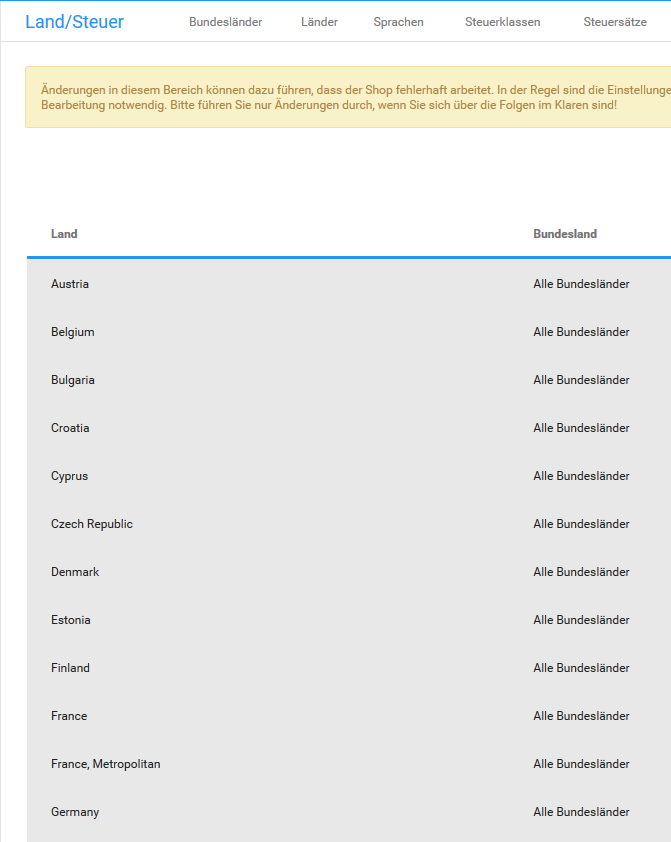 Land/Steuer Bundesländer Länder Sprachen Steuerklassen Steuersätze
Änderungen in diesem Bereich können dazu führen, dass der Shop fehlerhaft arbeitet. In der Regel sind die Einstellunge
Bearbeitung notwendig. Bitte führen Sie nur Änderungen durch, wenn Sie sich über die Folgen im Klaren sind!
Land Bundesland
Austria Alle Bundesländer
Belgium Alle Bundesländer
Bulgaria Alle Bundesländer
Croatia Alle Bundesländer
Cyprus Alle Bundesländer
Czech Republic Alle Bundesländer
Denmark Alle Bundesländer
Estonia Alle Bundesländer
Finland Alle Bundesländer
France Alle Bundesländer
France, Metropolitan Alle Bundesländer
Germany Alle Bundesländer